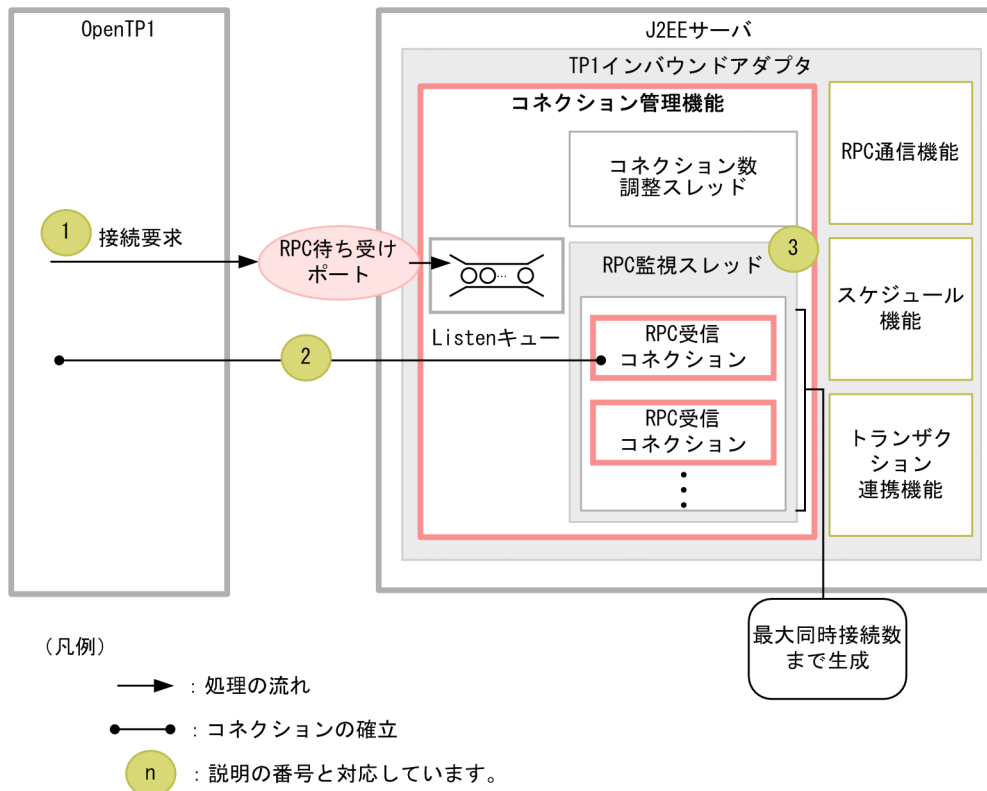 OpenTP1
J2EEサーバ
TP1インバウンドアダプタ
コネクション管理機能
コネクション数
調整スレッド
RPC通信機能
1
接続要求
RPC待ち受け
ポート
3
RPC監視スレッド
スケジュール
機能
Listenキュー
2
RPC受信
コネクション
RPC受信
コネクション
トランザク
ション
連携機能
最大同時接続数
まで生成
（凡例）
：処理の流れ
：コネクションの確立
n
：説明の番号と対応しています。